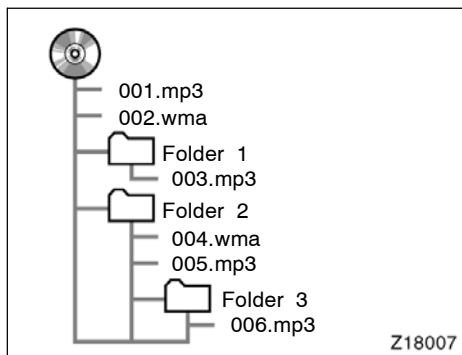 001.mp3
002.wma
Folder 1
003.mp3
Folder 2
004.wma
005.mp3
Folder 3
006.mp3
Z18007